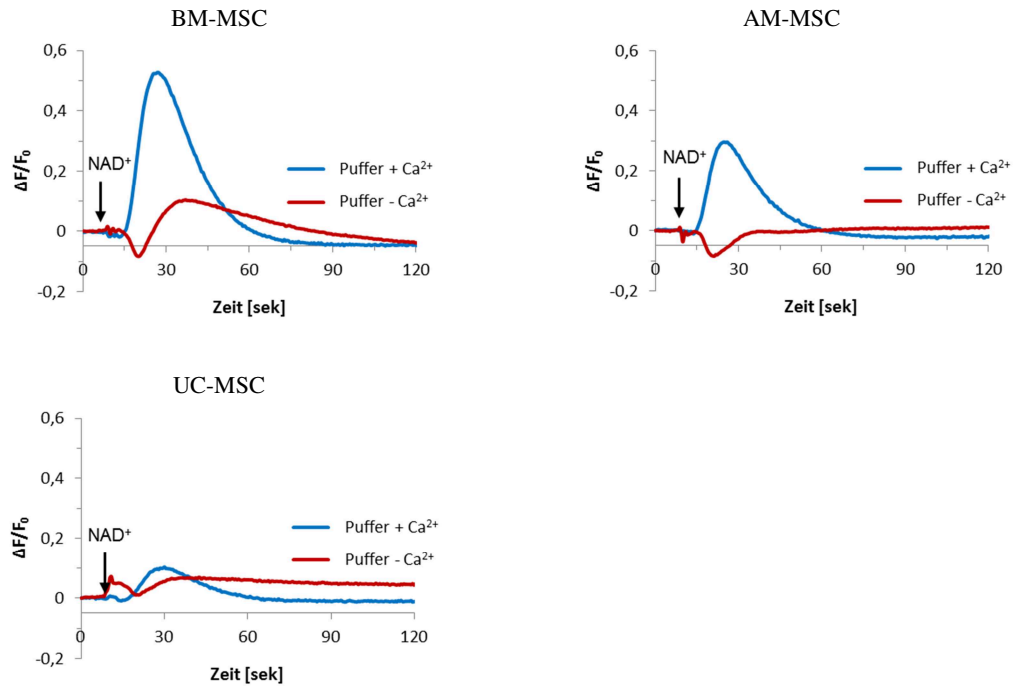 BM-MSC
0,6
0,4
0,2
0
-0,2
ΔF/F₀
NAD⁺
Puffer + Ca²⁺
Puffer - Ca²⁺
0 30 60 90 120
Zeit [sek]
AM-MSC
0,6
0,4
0,2
0
-0,2
ΔF/F₀
NAD⁺
Puffer + Ca²⁺
Puffer - Ca²⁺
0 30 60 90 120
Zeit [sek]
UC-MSC
0,6
0,4
0,2
0
-0,2
ΔF/F₀
NAD⁺
Puffer + Ca²⁺
Puffer - Ca²⁺
0 30 60 90 120
Zeit [sek]